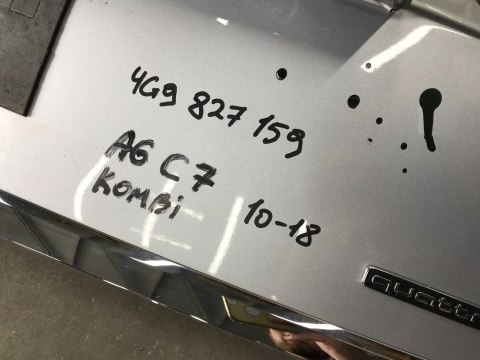 4G9 827 159
A6 C7
KOMBi 10-18
quattro